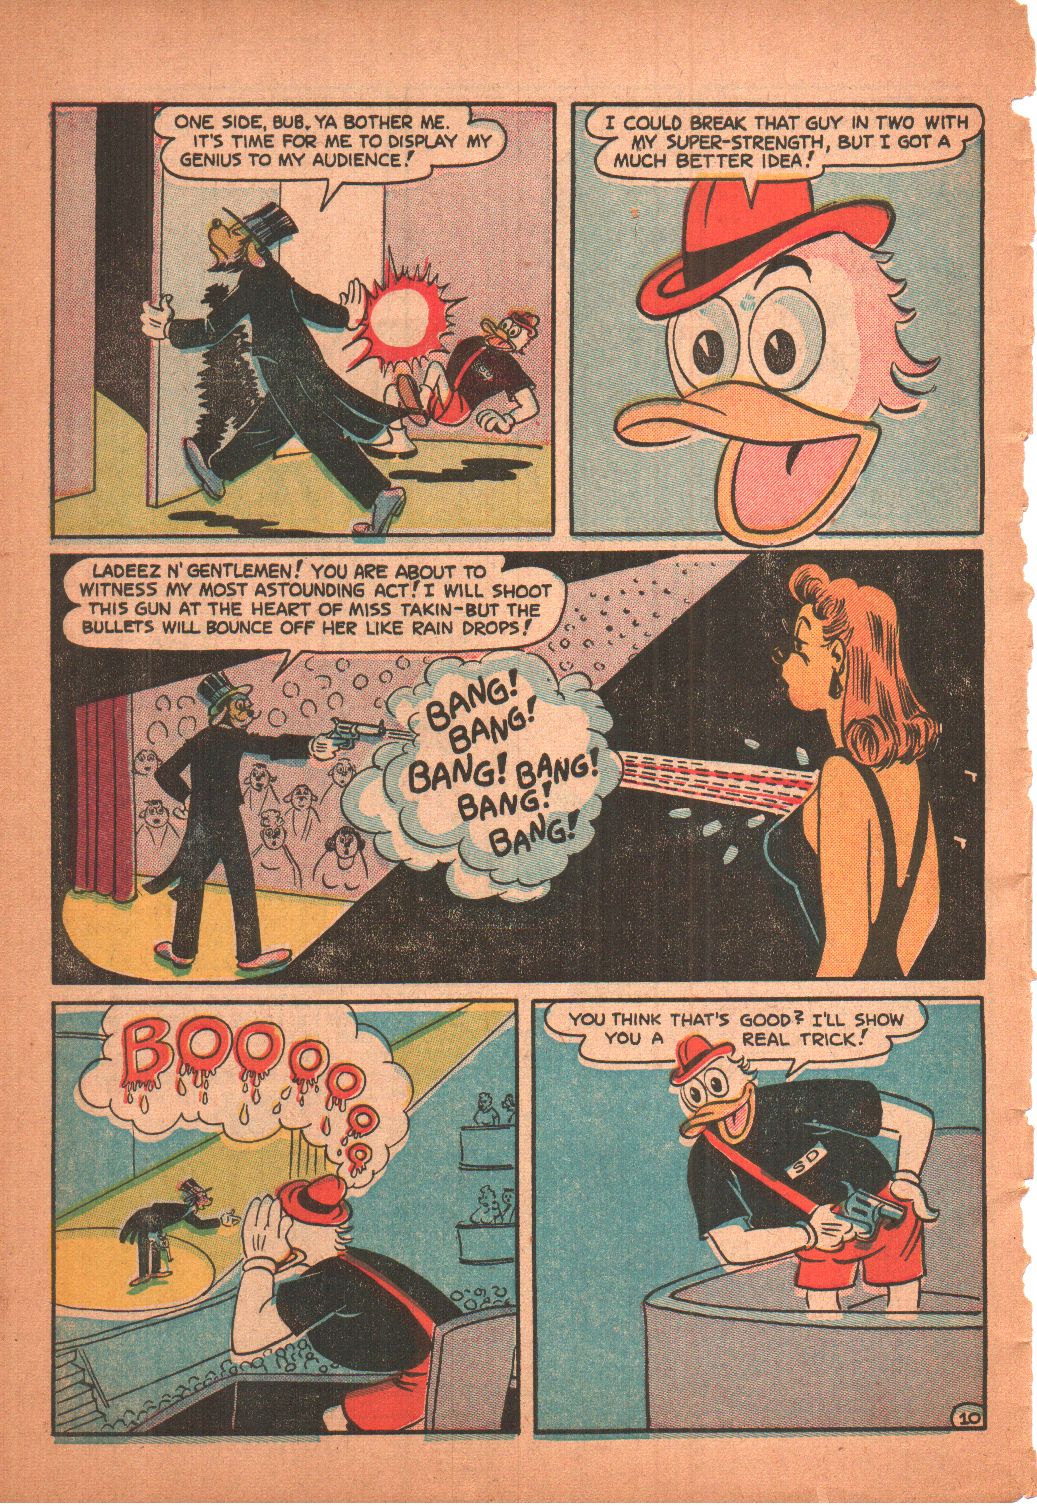 ONE SIDE, BUB. YA BOTHER ME.
IT'S TIME FOR ME TO DISPLAY MY
GENIUS TO MY AUDIENCE!
I COULD BREAK THAT GUY IN TWO WITH
MY SUPER-STRENGTH, BUT I GOT A
MUCH BETTER IDEA!
LADEEZ N' GENTLEMEN! YOU ARE ABOUT TO
WITNESS MY MOST ASTOUNDING ACT! I WILL SHOOT
THIS GUN AT THE HEART OF MISS TAKIN-BUT THE
BULLETS WILL BOUNCE OFF HER LIKE RAIN DROPS!
BANG!
BANG!
BANG! BANG!
BANG!
BANG!
BOOOOOO
YOU THINK THAT'S GOOD? I'LL SHOW
YOU A REAL TRICK!
SD
10